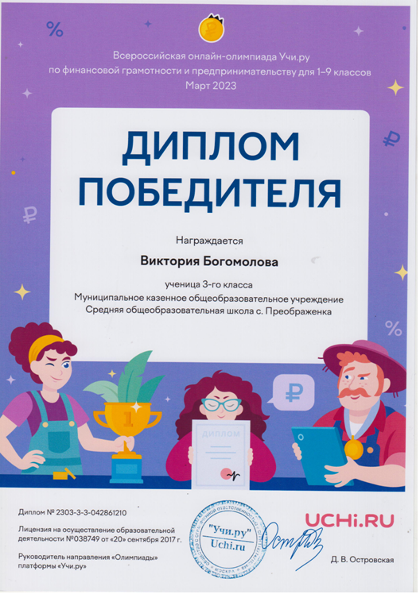 Всероссийская онлайн-олимпиада Учи.ру
по финансовой грамотности и предпринимательству для 1–9 классов
Март 2023
ДИПЛОМ
ПОБЕДИТЕЛЯ
Награждается
Виктория Богомолова
ученица 3-го класса
Муниципальное казенное общеобразовательное учреждение
Средняя общеобразовательная школа с. Преображенка
ДИПЛОМ
Диплом № 2303-3-3-042861210
Лицензия на осуществление образовательной
деятельности №038749 от «20» сентября 2017 г.
Руководитель направления «Олимпиады»
платформы «Учи.ру»
"Учи.ру"
Uchi.ru
UCHi.RU
Д. В. Островская